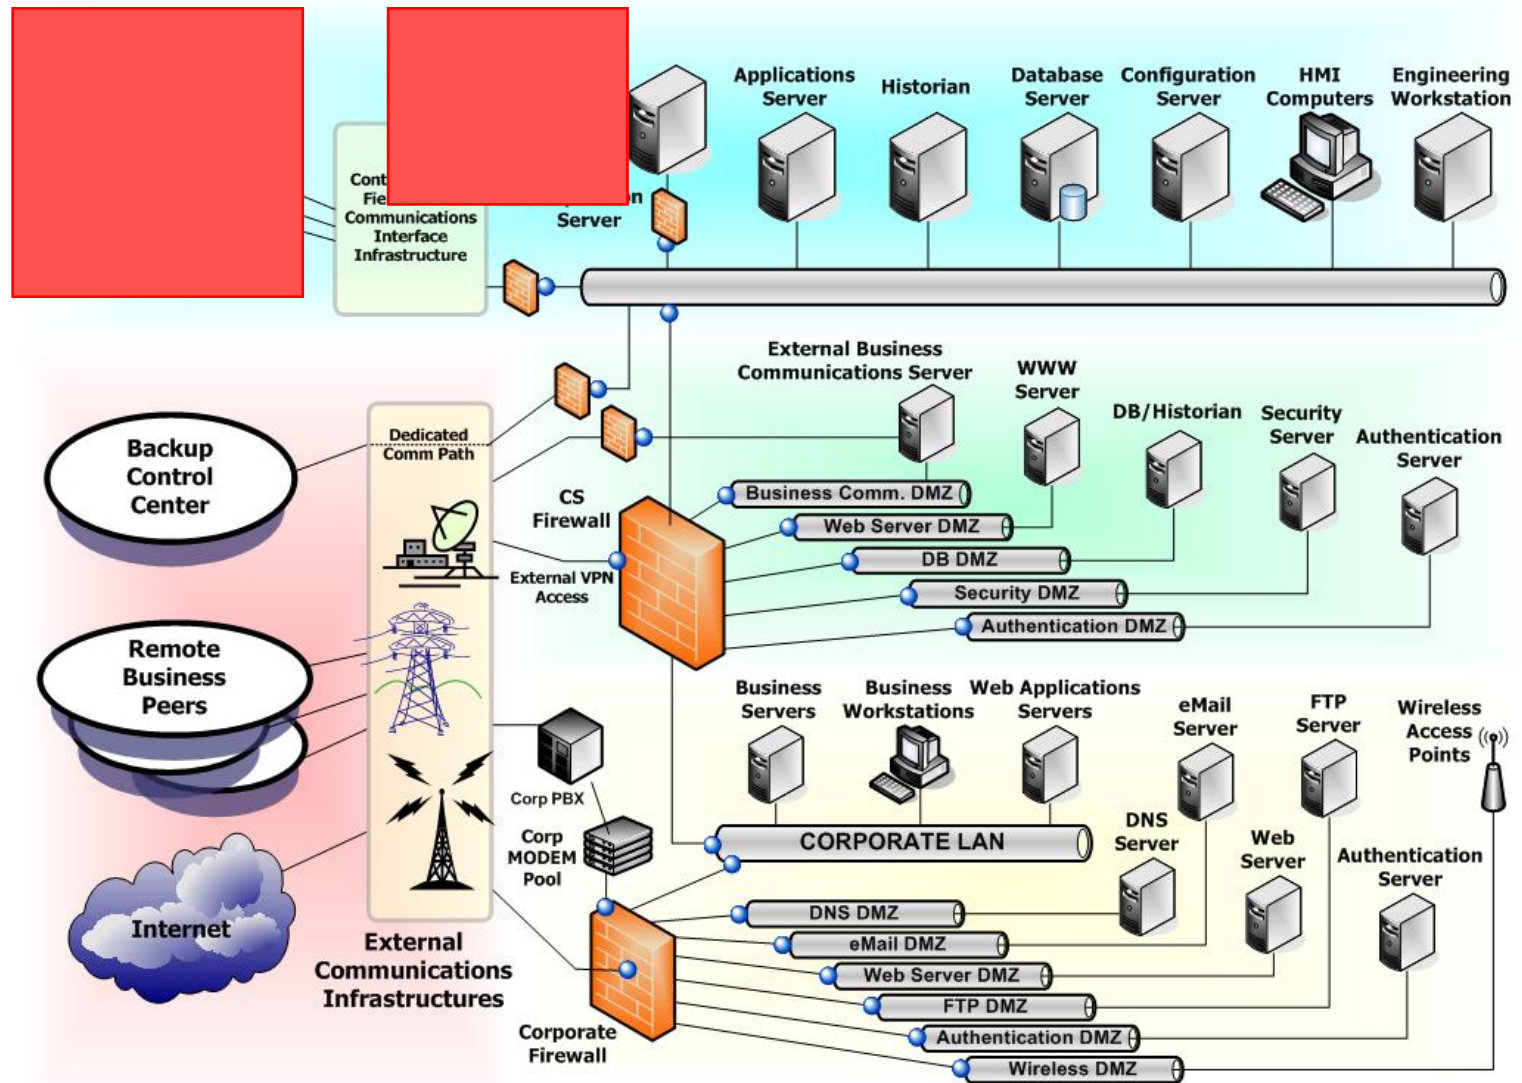 Applications
Server
Historian
Database
Server
Configuration
Server
HMI
Computers
Engineering
Workstation
Communications
Interface
Infrastructure
Server
External Business
Communications Server
WWW
Server
DB/Historian
Security
Server
Authentication
Server
Backup
Control
Center
Dedicated
Comm Path
CS
Firewall
External VPN
Access
Business Comm. DMZ
Web Server DMZ
DB DMZ
Security DMZ
Authentication DMZ
Remote
Business
Peers
Business
Servers
Business
Workstations
Web Applications
Servers
eMail
Server
FTP
Server
Wireless
Access
Points
Corp PBX
Corp
MODEM
Pool
CORPORATE LAN
DNS
Server
Web
Server
Authentication
Server
Internet
External
Communications
Infrastructures
Corporate
Firewall
DNS DMZ
eMail DMZ
Web Server DMZ
FTP DMZ
Authentication DMZ
Wireless DMZ